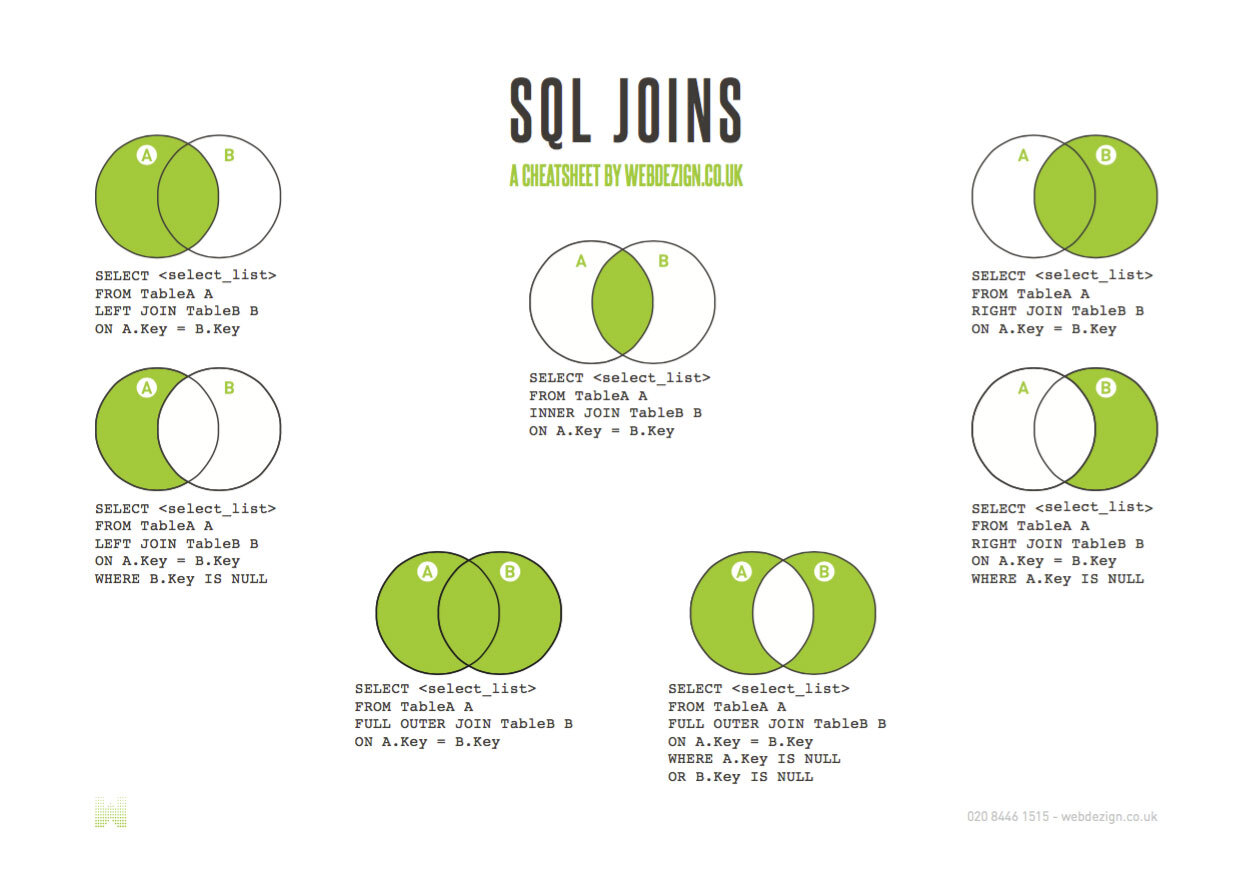 SQL JOINS
A CHEATSHEET BY WEBDEZIGN.CO.UK
A B
SELECT <select_list>
FROM TableA A
LEFT JOIN TableB B
ON A.Key = B.Key
A B
SELECT <select_list>
FROM TableA A
LEFT JOIN TableB B
ON A.Key = B.Key
WHERE B.Key IS NULL
A B
SELECT <select_list>
FROM TableA A
INNER JOIN TableB B
ON A.Key = B.Key
A B
SELECT <select_list>
FROM TableA A
RIGHT JOIN TableB B
ON A.Key = B.Key
A B
SELECT <select_list>
FROM TableA A
RIGHT JOIN TableB B
ON A.Key = B.Key
WHERE A.Key IS NULL
A B
SELECT <select_list>
FROM TableA A
FULL OUTER JOIN TableB B
ON A.Key = B.Key
A B
SELECT <select_list>
FROM TableA A
FULL OUTER JOIN TableB B
ON A.Key = B.Key
WHERE A.Key IS NULL
OR B.Key IS NULL
W
020 8446 1515 - webdezign.co.uk